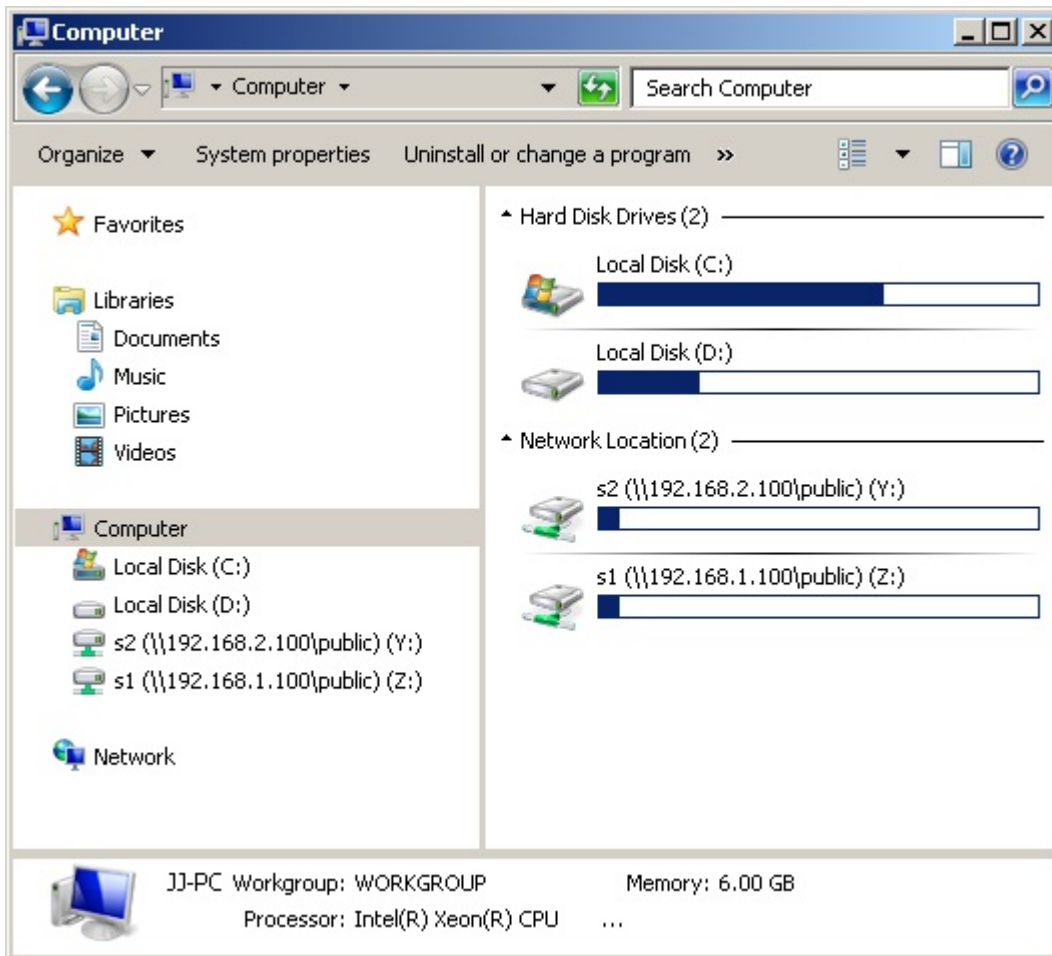 Computer
Computer
Search Computer
Organize System properties Uninstall or change a program »
Favorites
Libraries
Documents
Music
Pictures
Videos
Computer
Local Disk (C:)
Local Disk (D:)
s2 (\\192.168.2.100\public) (Y:)
s1 (\\192.168.1.100\public) (Z:)
Network
Hard Disk Drives (2)
Local Disk (C:)
Local Disk (D:)
Network Location (2)
s2 (\\192.168.2.100\public) (Y:)
s1 (\\192.168.1.100\public) (Z:)
JJ-PC Workgroup: WORKGROUP Memory: 6.00 GB
Processor: Intel(R) Xeon(R) CPU ...